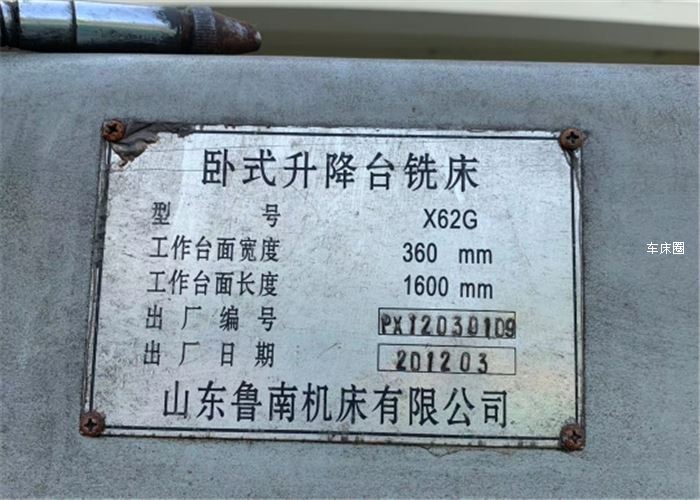 卧式升降台铣床
型 号 X62G
工作台面宽度 360 mm
工作台面长度 1600 mm
出厂编号 PX12030109
出厂日期 201203
山东鲁南机床有限公司
车床圈